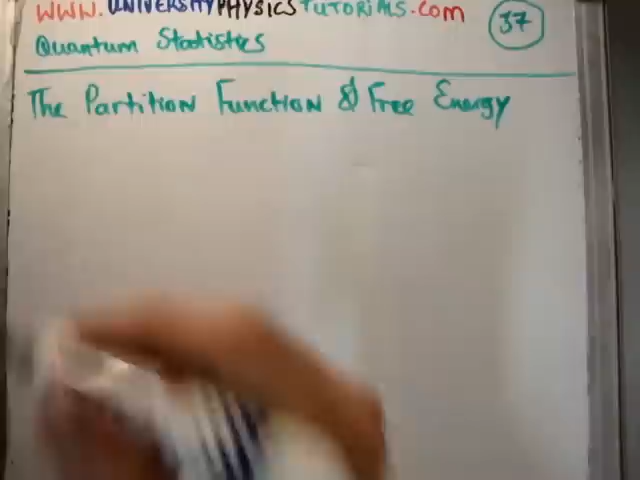 WWW.UNIVERSITYPHYSICSTUTORIALS.COM
37
Quantum Statistics
The Partition Function & Free Energy